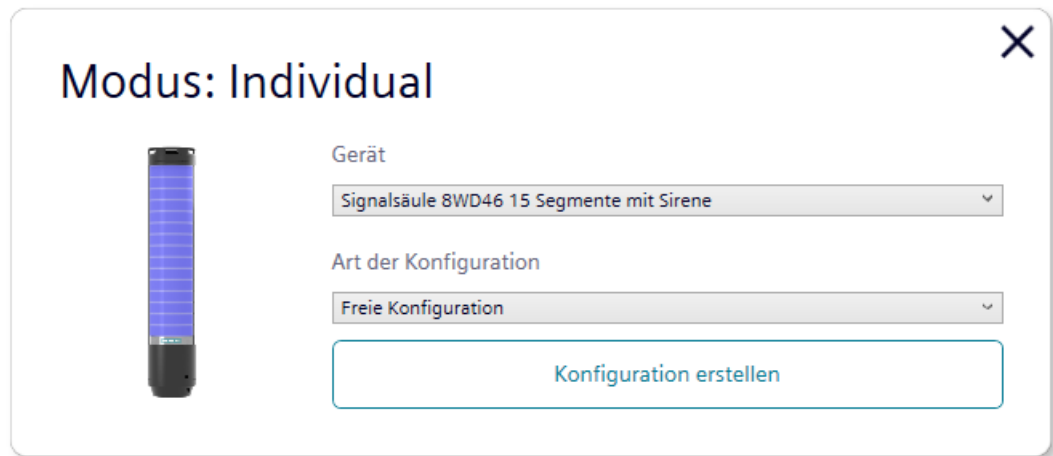 Modus: Individual
Gerät
Signalsäule 8WD46 15 Segmente mit Sirene
Art der Konfiguration
Freie Konfiguration
Konfiguration erstellen